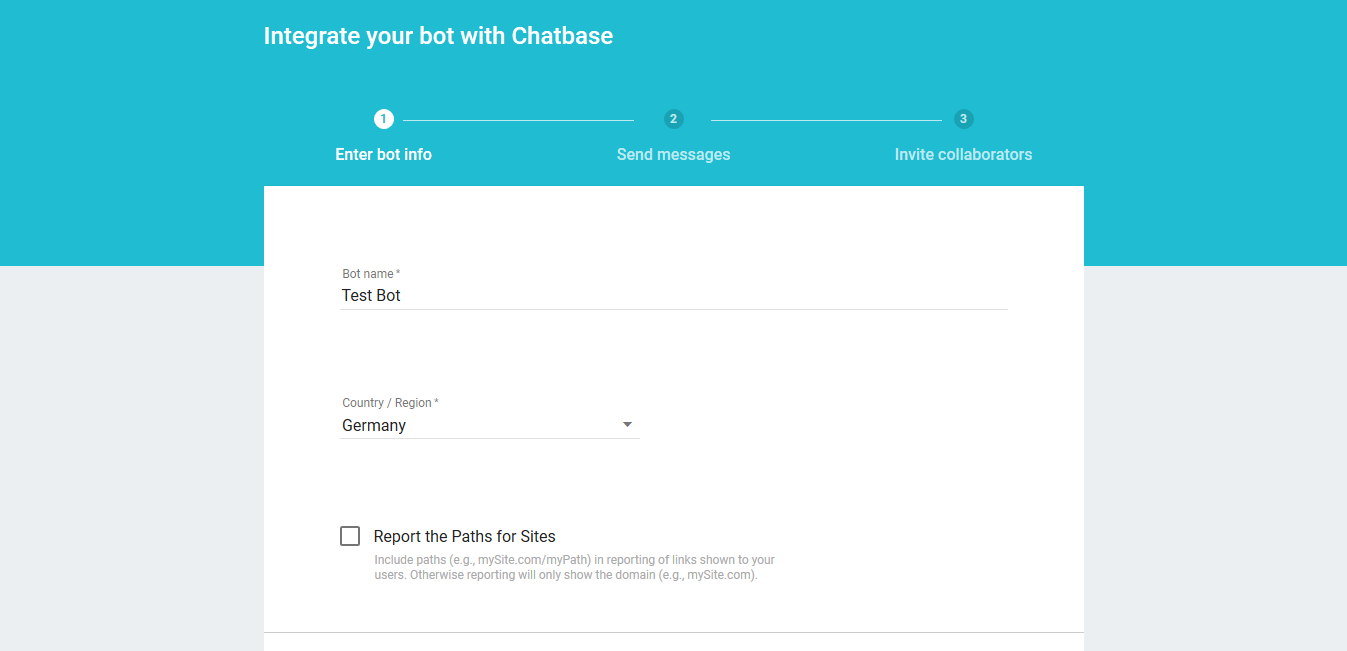 Integrate your bot with Chatbase
1 2 3
Enter bot info Send messages Invite collaborators
Bot name *
Test Bot
Country / Region *
Germany
Report the Paths for Sites
Include paths (e.g., mySite.com/myPath) in reporting of links shown to your
users. Otherwise reporting will only show the domain (e.g., mySite.com).